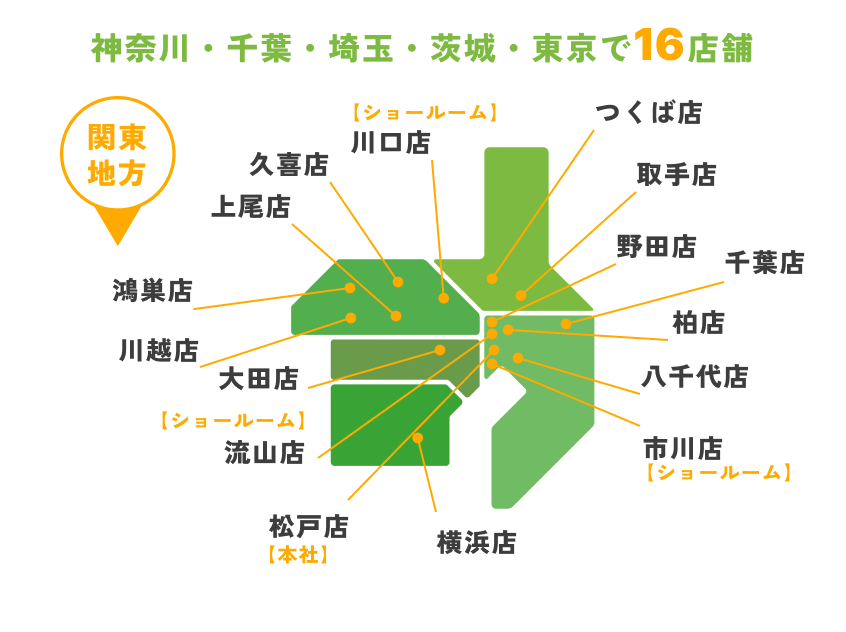 神奈川・千葉・埼玉・茨城・東京で16店舗
関東
地方
【ショールーム】
川口店
つくば店
久喜店
取手店
上尾店
野田店
千葉店
鴻巣店
柏店
川越店
大田店
八千代店
【ショールーム】
流山店
市川店
【ショールーム】
松戸店
【本社】
横浜店